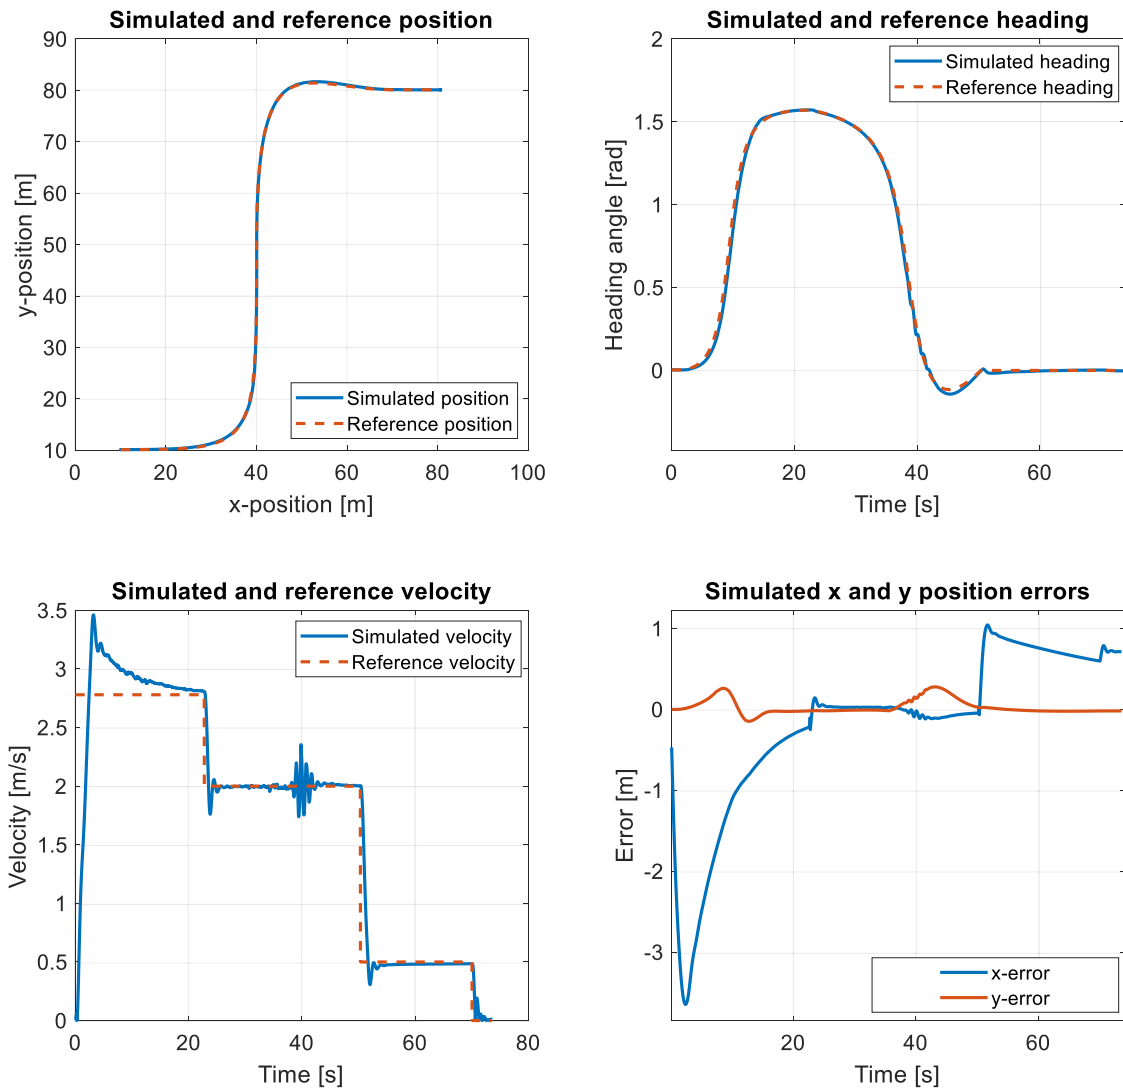 Simulated and reference position
90
80
70
60
50
40
30
20
10
y-position [m]
Simulated position
Reference position
0
20
40
60
80
100
x-position [m]
Simulated and reference heading
2
1.5
1
0.5
0
Heading angle [rad]
Simulated heading
Reference heading
0
20
40
60
Time [s]
Simulated and reference velocity
3.5
3
2.5
2
1.5
1
0.5
0
Velocity [m/s]
Simulated velocity
Reference velocity
0
20
40
60
80
Time [s]
Simulated x and y position errors
1
0
-1
-2
-3
Error [m]
x-error
y-error
20
40
60
Time [s]